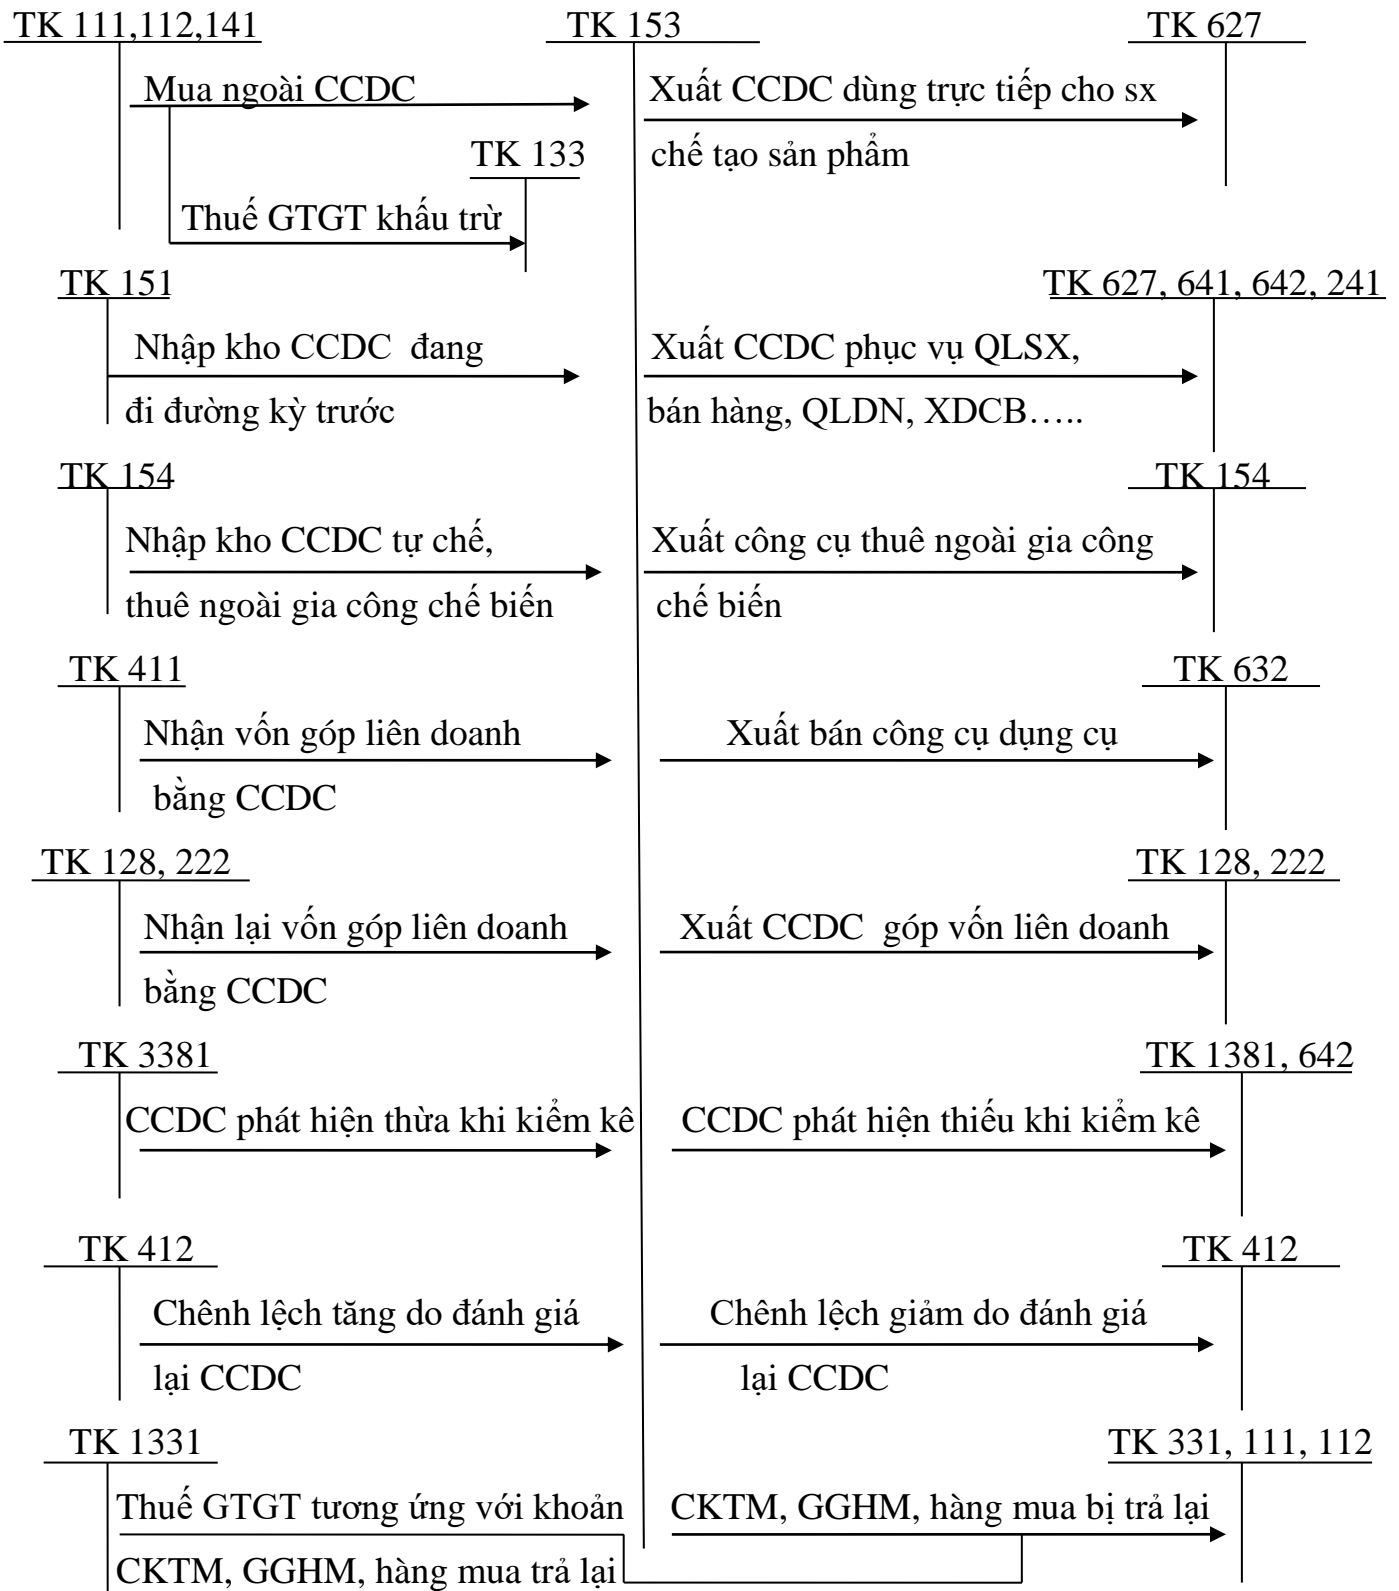 TK 111,112,141 TK 153 TK 627
Mua ngoài CCDC Xuất CCDC dùng trực tiếp cho sx
TK 133 chế tạo sản phẩm
Thuế GTGT khấu trừ
TK 151 TK 627, 641, 642, 241
Nhập kho CCDC đang Xuất CCDC phục vụ QLSX,
đi đường kỳ trước bán hàng, QLDN, XDCB…..
TK 154 TK 154
Nhập kho CCDC tự chế, Xuất công cụ thuê ngoài gia công
thuê ngoài gia công chế biến chế biến
TK 411 TK 632
Nhận vốn góp liên doanh Xuất bán công cụ dụng cụ
bằng CCDC
TK 128, 222 TK 128, 222
Nhận lại vốn góp liên doanh Xuất CCDC góp vốn liên doanh
bằng CCDC
TK 3381 TK 1381, 642
CCDC phát hiện thừa khi kiểm kê CCDC phát hiện thiếu khi kiểm kê
TK 412 TK 412
Chênh lệch tăng do đánh giá Chênh lệch giảm do đánh giá
lại CCDC lại CCDC
TK 1331 TK 331, 111, 112
Thuế GTGT tương ứng với khoản CKTM, GGHM, hàng mua bị trả lại
CKTM, GGHM, hàng mua trả lại